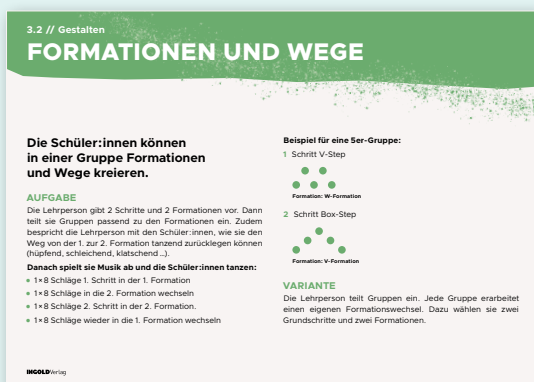 3.2 // Gestalten
FORMATIONEN UND WEGE
Die Schüler:innen können
in einer Gruppe Formationen
und Wege kreieren.
AUFGABE
Die Lehrperson gibt 2 Schritte und 2 Formationen vor. Dann
teilt sie Gruppen passend zu den Formationen ein. Zudem
bespricht die Lehrperson mit den Schüler:innen, wie sie den
Weg von der 1. zur 2. Formation tanzend zurücklegen können
(hüpfend, schleichend, klatschend ...).
Danach spielt sie Musik ab und die Schüler:innen tanzen:
• 1×8 Schläge 1. Schritt in der 1. Formation
• 1×8 Schläge in die 2. Formation wechseln
• 1×8 Schläge 2. Schritt in der 2. Formation.
• 1×8 Schläge wieder in die 1. Formation wechseln
Beispiel für eine 5er-Gruppe:
1 Schritt V-Step
Formation: W-Formation
2 Schritt Box-Step
Formation: V-Formation
VARIANTE
Die Lehrperson teilt Gruppen ein. Jede Gruppe erarbeitet
einen eigenen Formationswechsel. Dazu wählen sie zwei
Grundschritte und zwei Formationen.
INGOLDVerlag